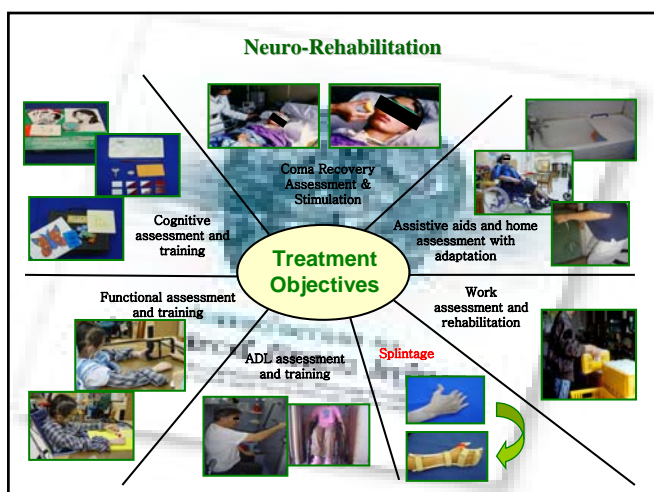 Neuro-Rehabilitation
Coma Recovery
Assessment &
Stimulation
Cognitive
assessment and
training
Assistive aids and home
assessment with
adaptation
Treatment
Objectives
Functional assessment
and training
Work
assessment and
rehabilitation
ADL assessment
and training
Splintage